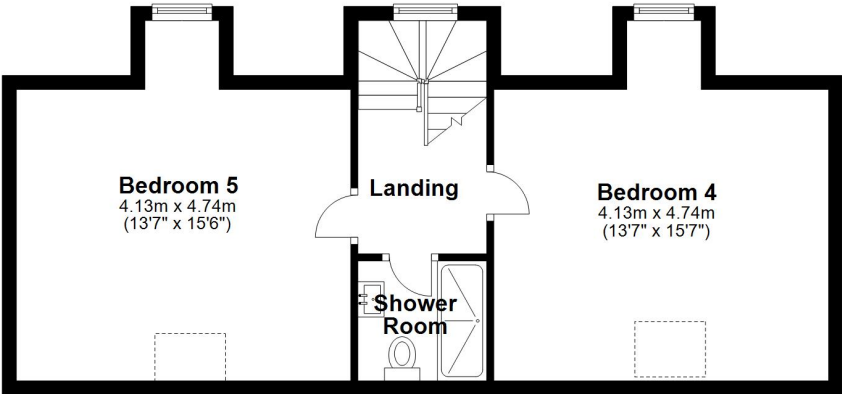 Bedroom 5
4.13m x 4.74m
(13'7" x 15'6")
Landing
Bedroom 4
4.13m x 4.74m
(13'7" x 15'7")
Shower
Room